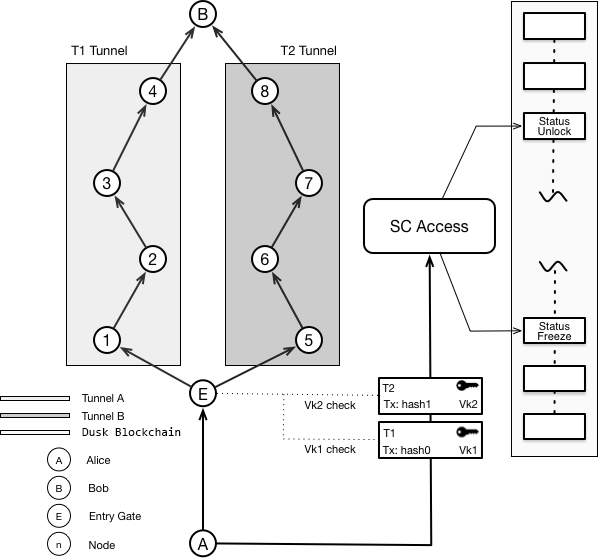 B
T1 Tunnel
T2 Tunnel
4
8
Status
Unlock
3
7
SC Access
2
6
1
5
Status
Freeze
E
T2
Tx: hash1 Vk2
Vk2 check
T1
Tx: hash0 Vk1
Vk1 check
Tunnel A
Tunnel B
Dusk Blockchain
A Alice
B Bob
E Entry Gate
n Node
A